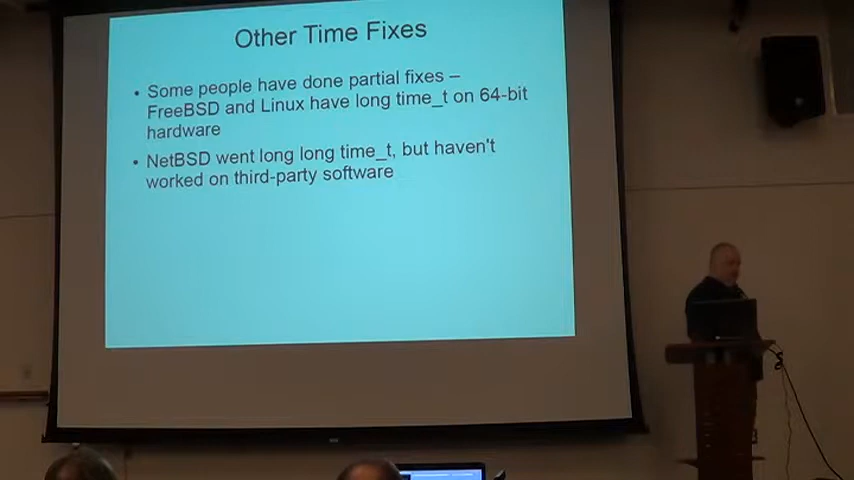 Other Time Fixes
• Some people have done partial fixes –
FreeBSD and Linux have long time_t on 64-bit
hardware
• NetBSD went long long time_t, but haven't
worked on third-party software